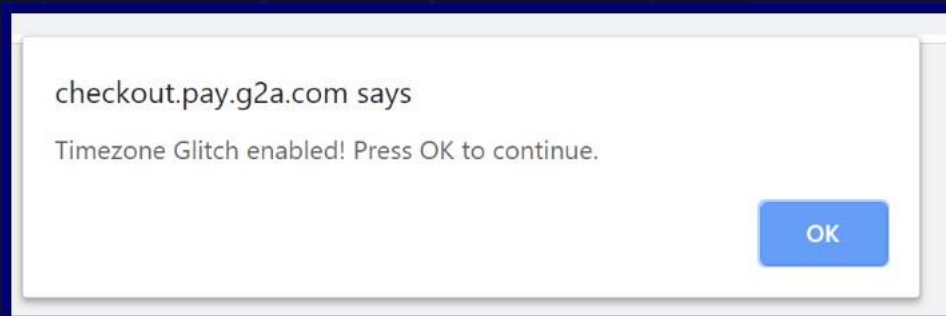 checkout.pay.g2a.com says
Timezone Glitch enabled! Press OK to continue.
OK